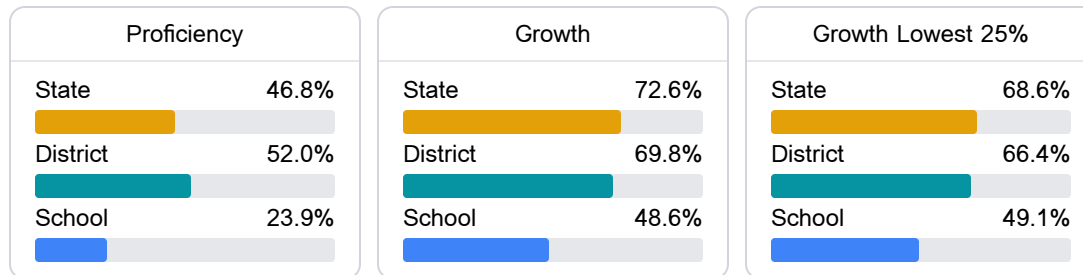 Proficiency
State 46.8%
District 52.0%
School 23.9%
Growth
State 72.6%
District 69.8%
School 48.6%
Growth Lowest 25%
State 68.6%
District 66.4%
School 49.1%